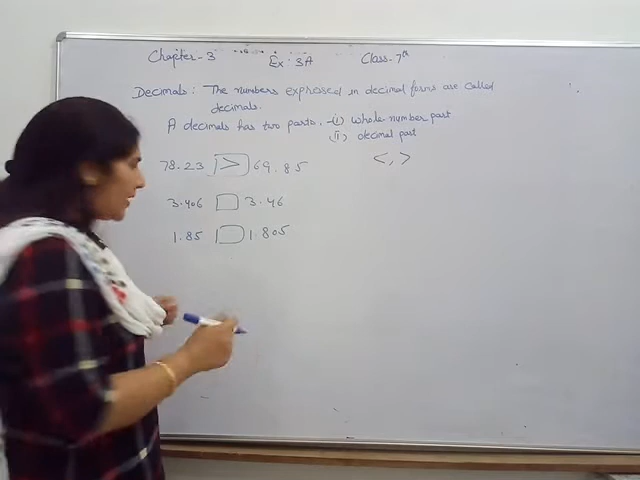 Chapter-3 Ex: 3A Class-7th
Decimals: The numbers expressed in decimal forms are called
decimals.
A decimals has two parts. -(i) Whole number part
(ii) decimal part
78.23 > 69.85 <, >
3.406 3.46
1.85 1.805